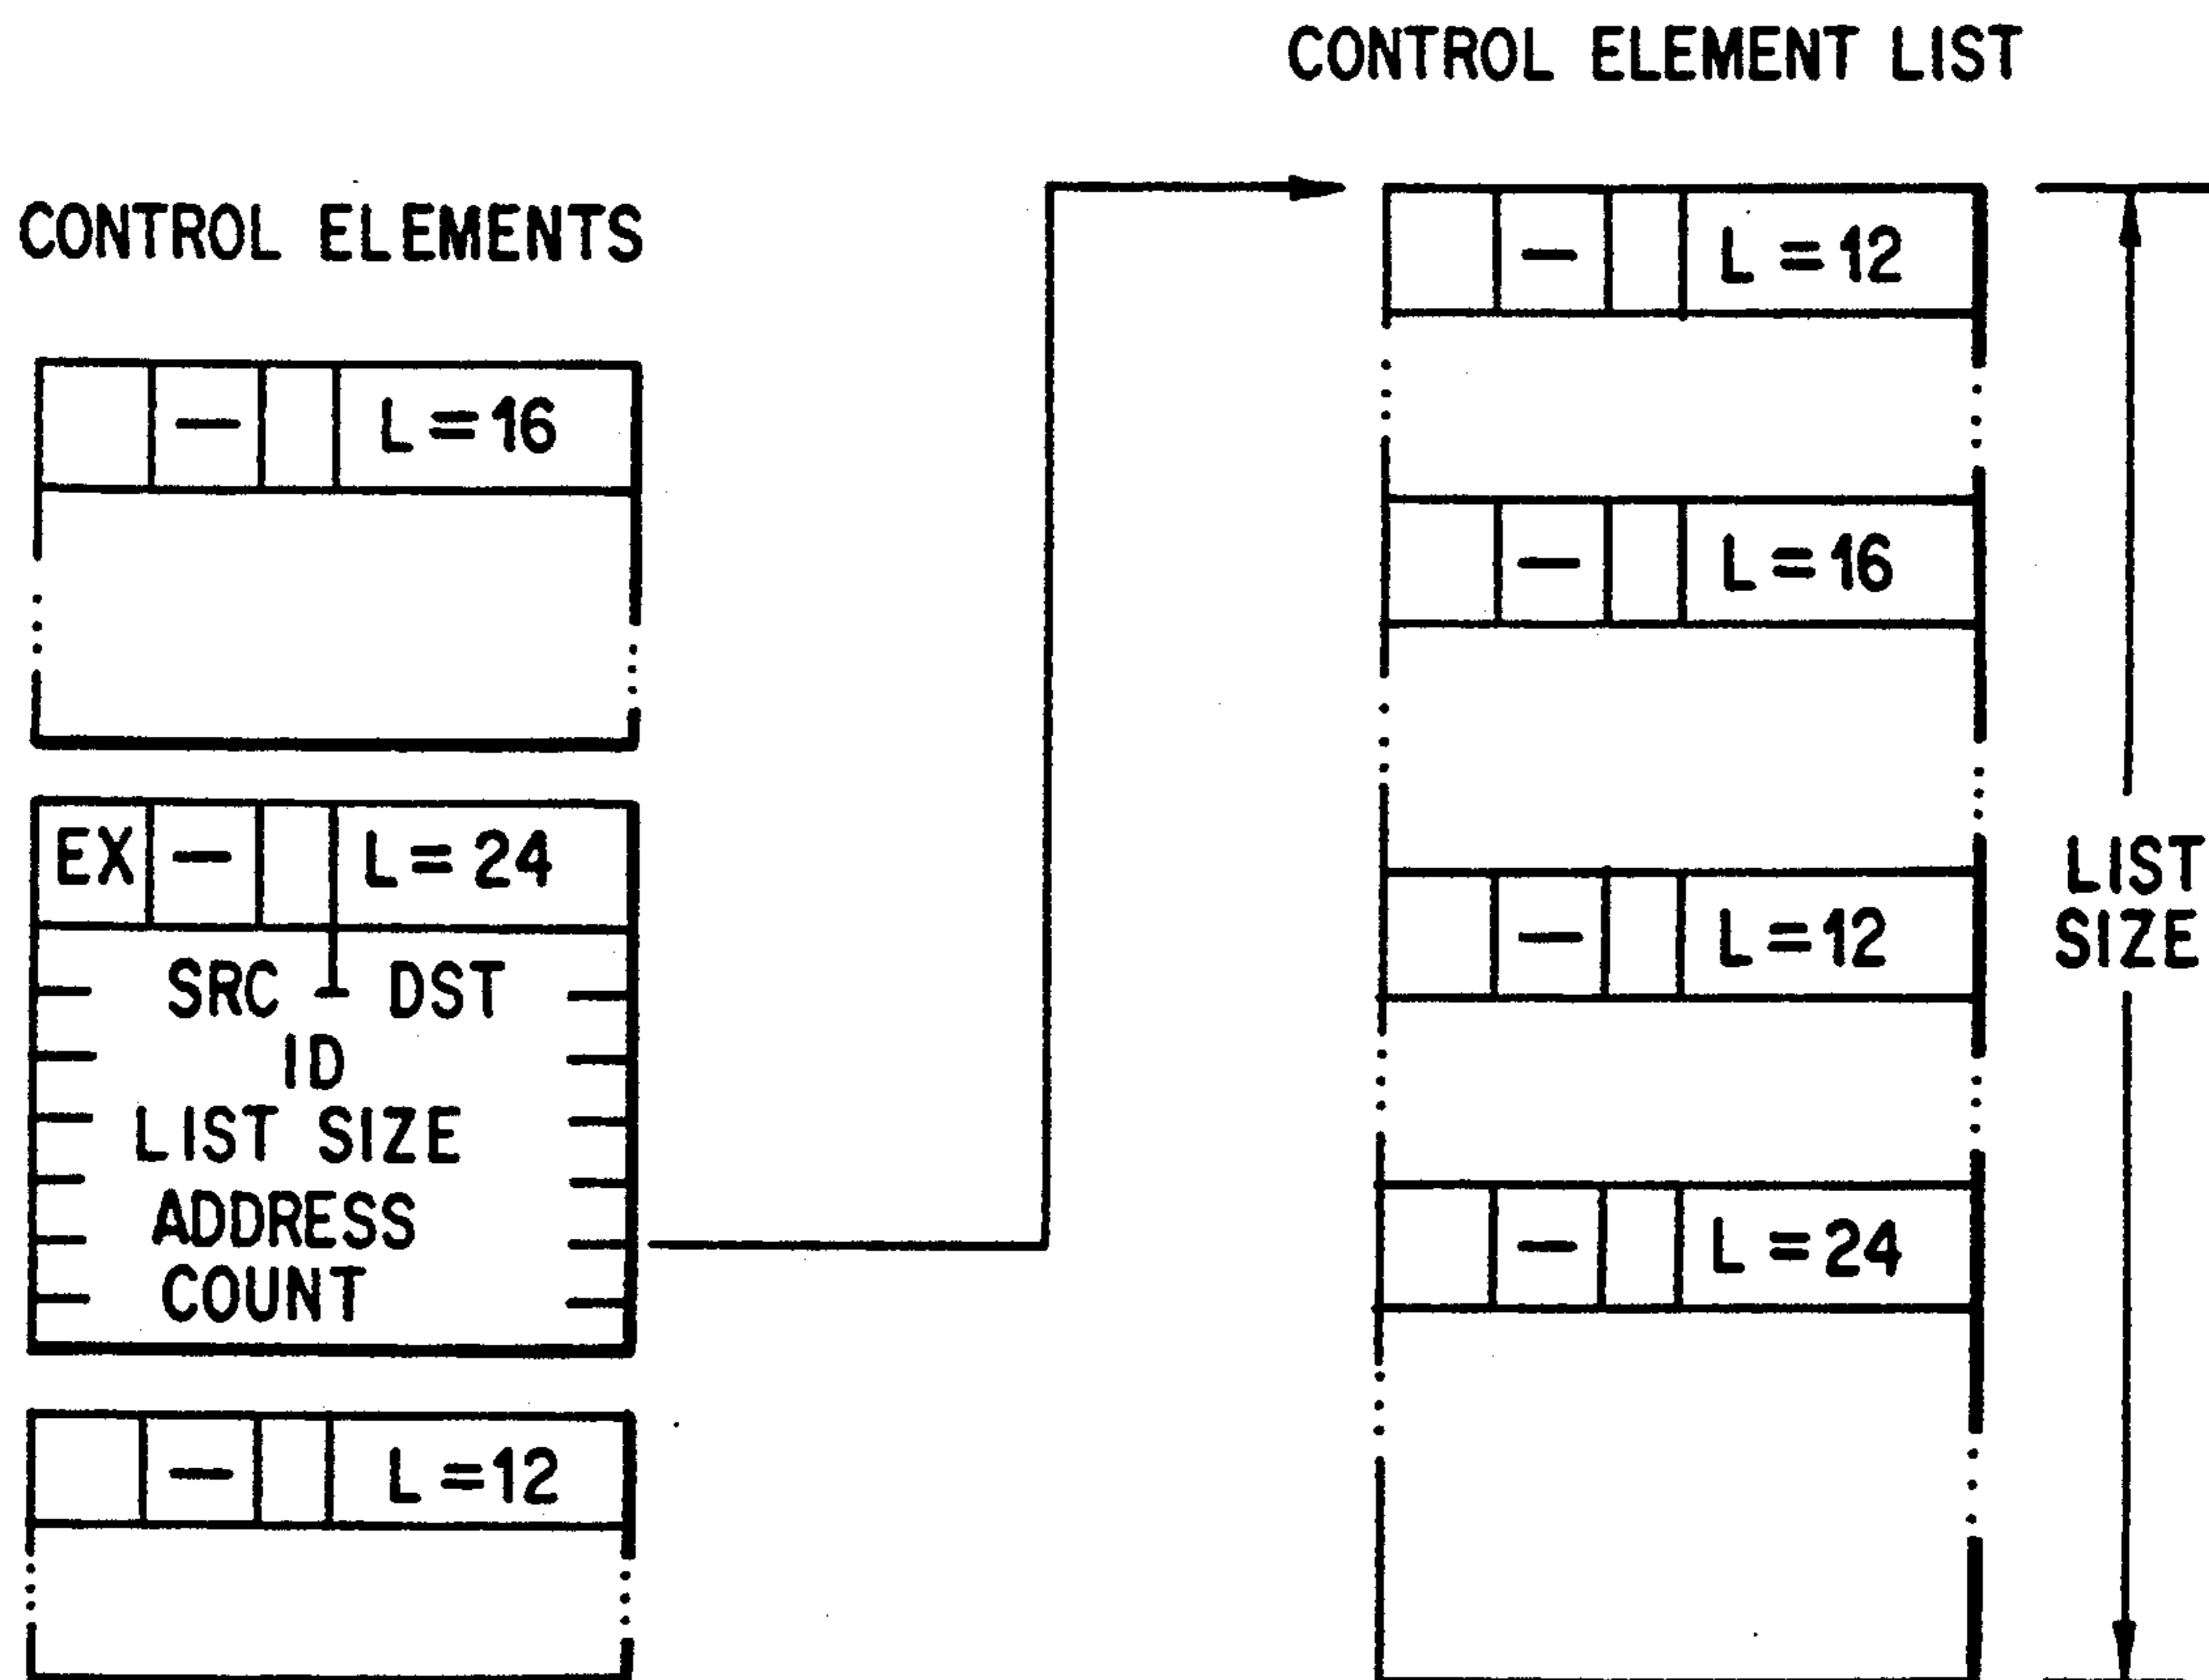 CONTROL ELEMENTS
— L=16
EX — L=24
SRC DST
ID
LIST SIZE
ADDRESS
COUNT
— L=12
CONTROL ELEMENT LIST
— L=12
— L=16
— L=12
— L=24
LIST
SIZE